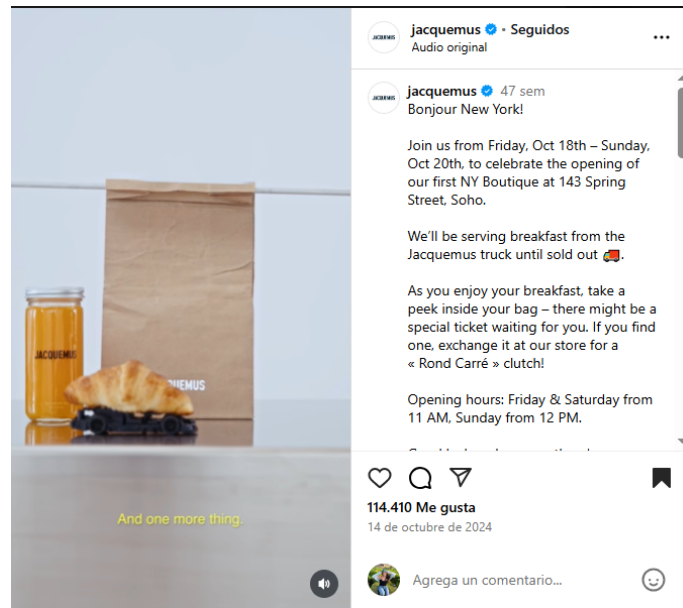 JACQUEMUS
jacquemus • Seguidos
Audio original
JACQUEMUS
jacquemus 47 sem
Bonjour New York!
Join us from Friday, Oct 18th – Sunday,
Oct 20th, to celebrate the opening of
our first NY Boutique at 143 Spring
Street, Soho.
We'll be serving breakfast from the
Jacquemus truck until sold out 🚚.
As you enjoy your breakfast, take a
peek inside your bag – there might be a
special ticket waiting for you. If you find
one, exchange it at our store for a
« Rond Carré » clutch!
Opening hours: Friday & Saturday from
11 AM, Sunday from 12 PM.
JACQUEMUS
QUEMUS
And one more thing.
114.410 Me gusta
14 de octubre de 2024
Agrega un comentario...